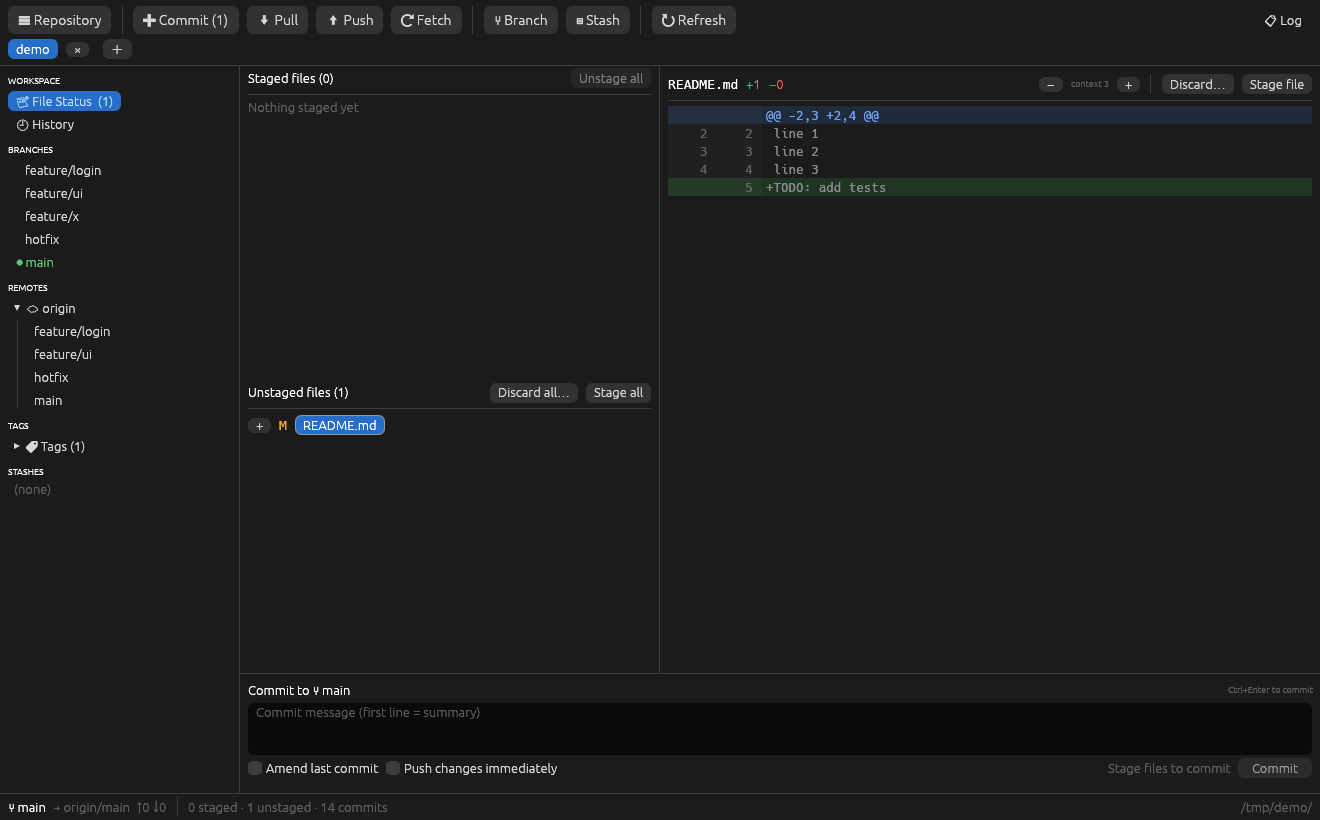 Repository Commit (1) Pull Push Fetch Branch Stash Refresh Log
demo × +
WORKSPACE
File Status (1)
History
BRANCHES
feature/login
feature/ui
feature/x
hotfix
main
REMOTES
origin
feature/login
feature/ui
hotfix
main
TAGS
Tags (1)
STASHES
(none)
Staged files (0) Unstage all
Nothing staged yet
Unstaged files (1) Discard all... Stage all
+ M README.md
README.md +1 −0 − context 3 + Discard... Stage file
@@ -2,3 +2,4 @@
2 2 line 1
3 3 line 2
4 4 line 3
5 +TODO: add tests
Commit to main Ctrl+Enter to commit
Commit message (first line = summary)
Amend last commit Push changes immediately Stage files to commit Commit
main → origin/main ↑0 ↓0 0 staged · 1 unstaged · 14 commits /tmp/demo/